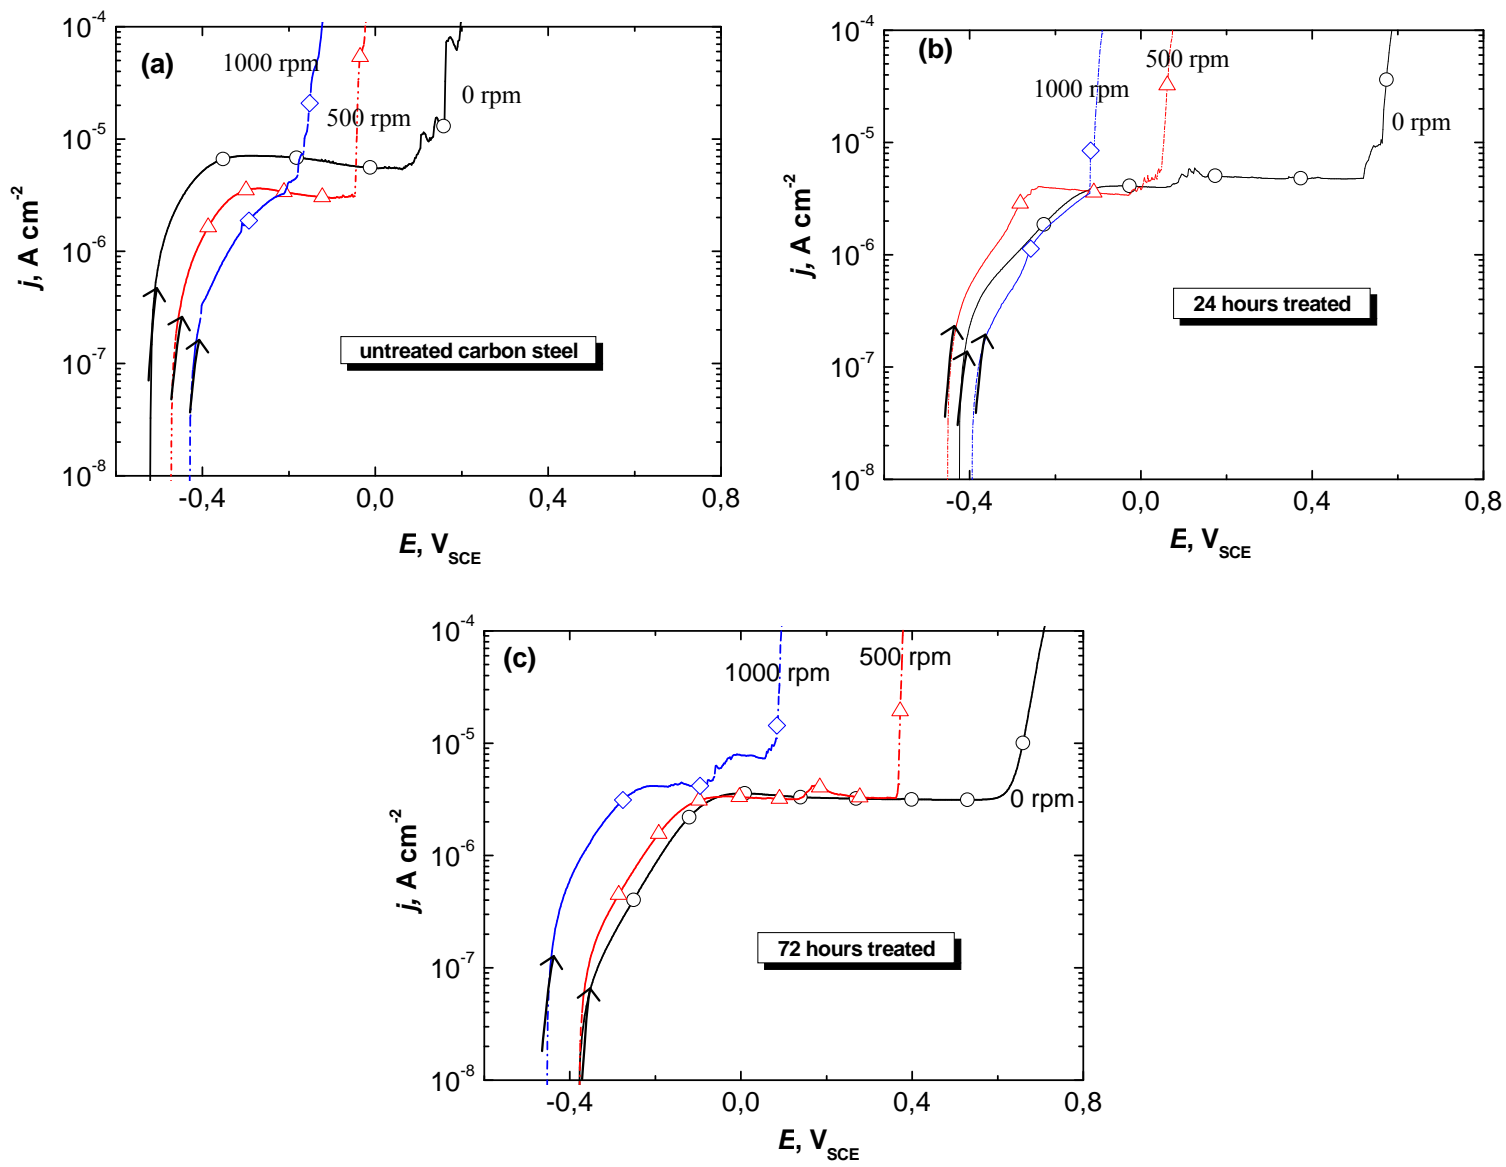 (a)
1000 rpm
500 rpm
0 rpm
10^-4
10^-5
10^-6
10^-7
10^-8
j, A cm^-2
untreated carbon steel
-0,4 0,0 0,4 0,8
E, V_SCE
(b)
500 rpm
1000 rpm
0 rpm
10^-4
10^-5
10^-6
10^-7
10^-8
j, A cm^-2
24 hours treated
-0,4 0,0 0,4 0,8
E, V_SCE
(c)
500 rpm
1000 rpm
0 rpm
10^-4
10^-5
10^-6
10^-7
10^-8
j, A cm^-2
72 hours treated
-0,4 0,0 0,4 0,8
E, V_SCE